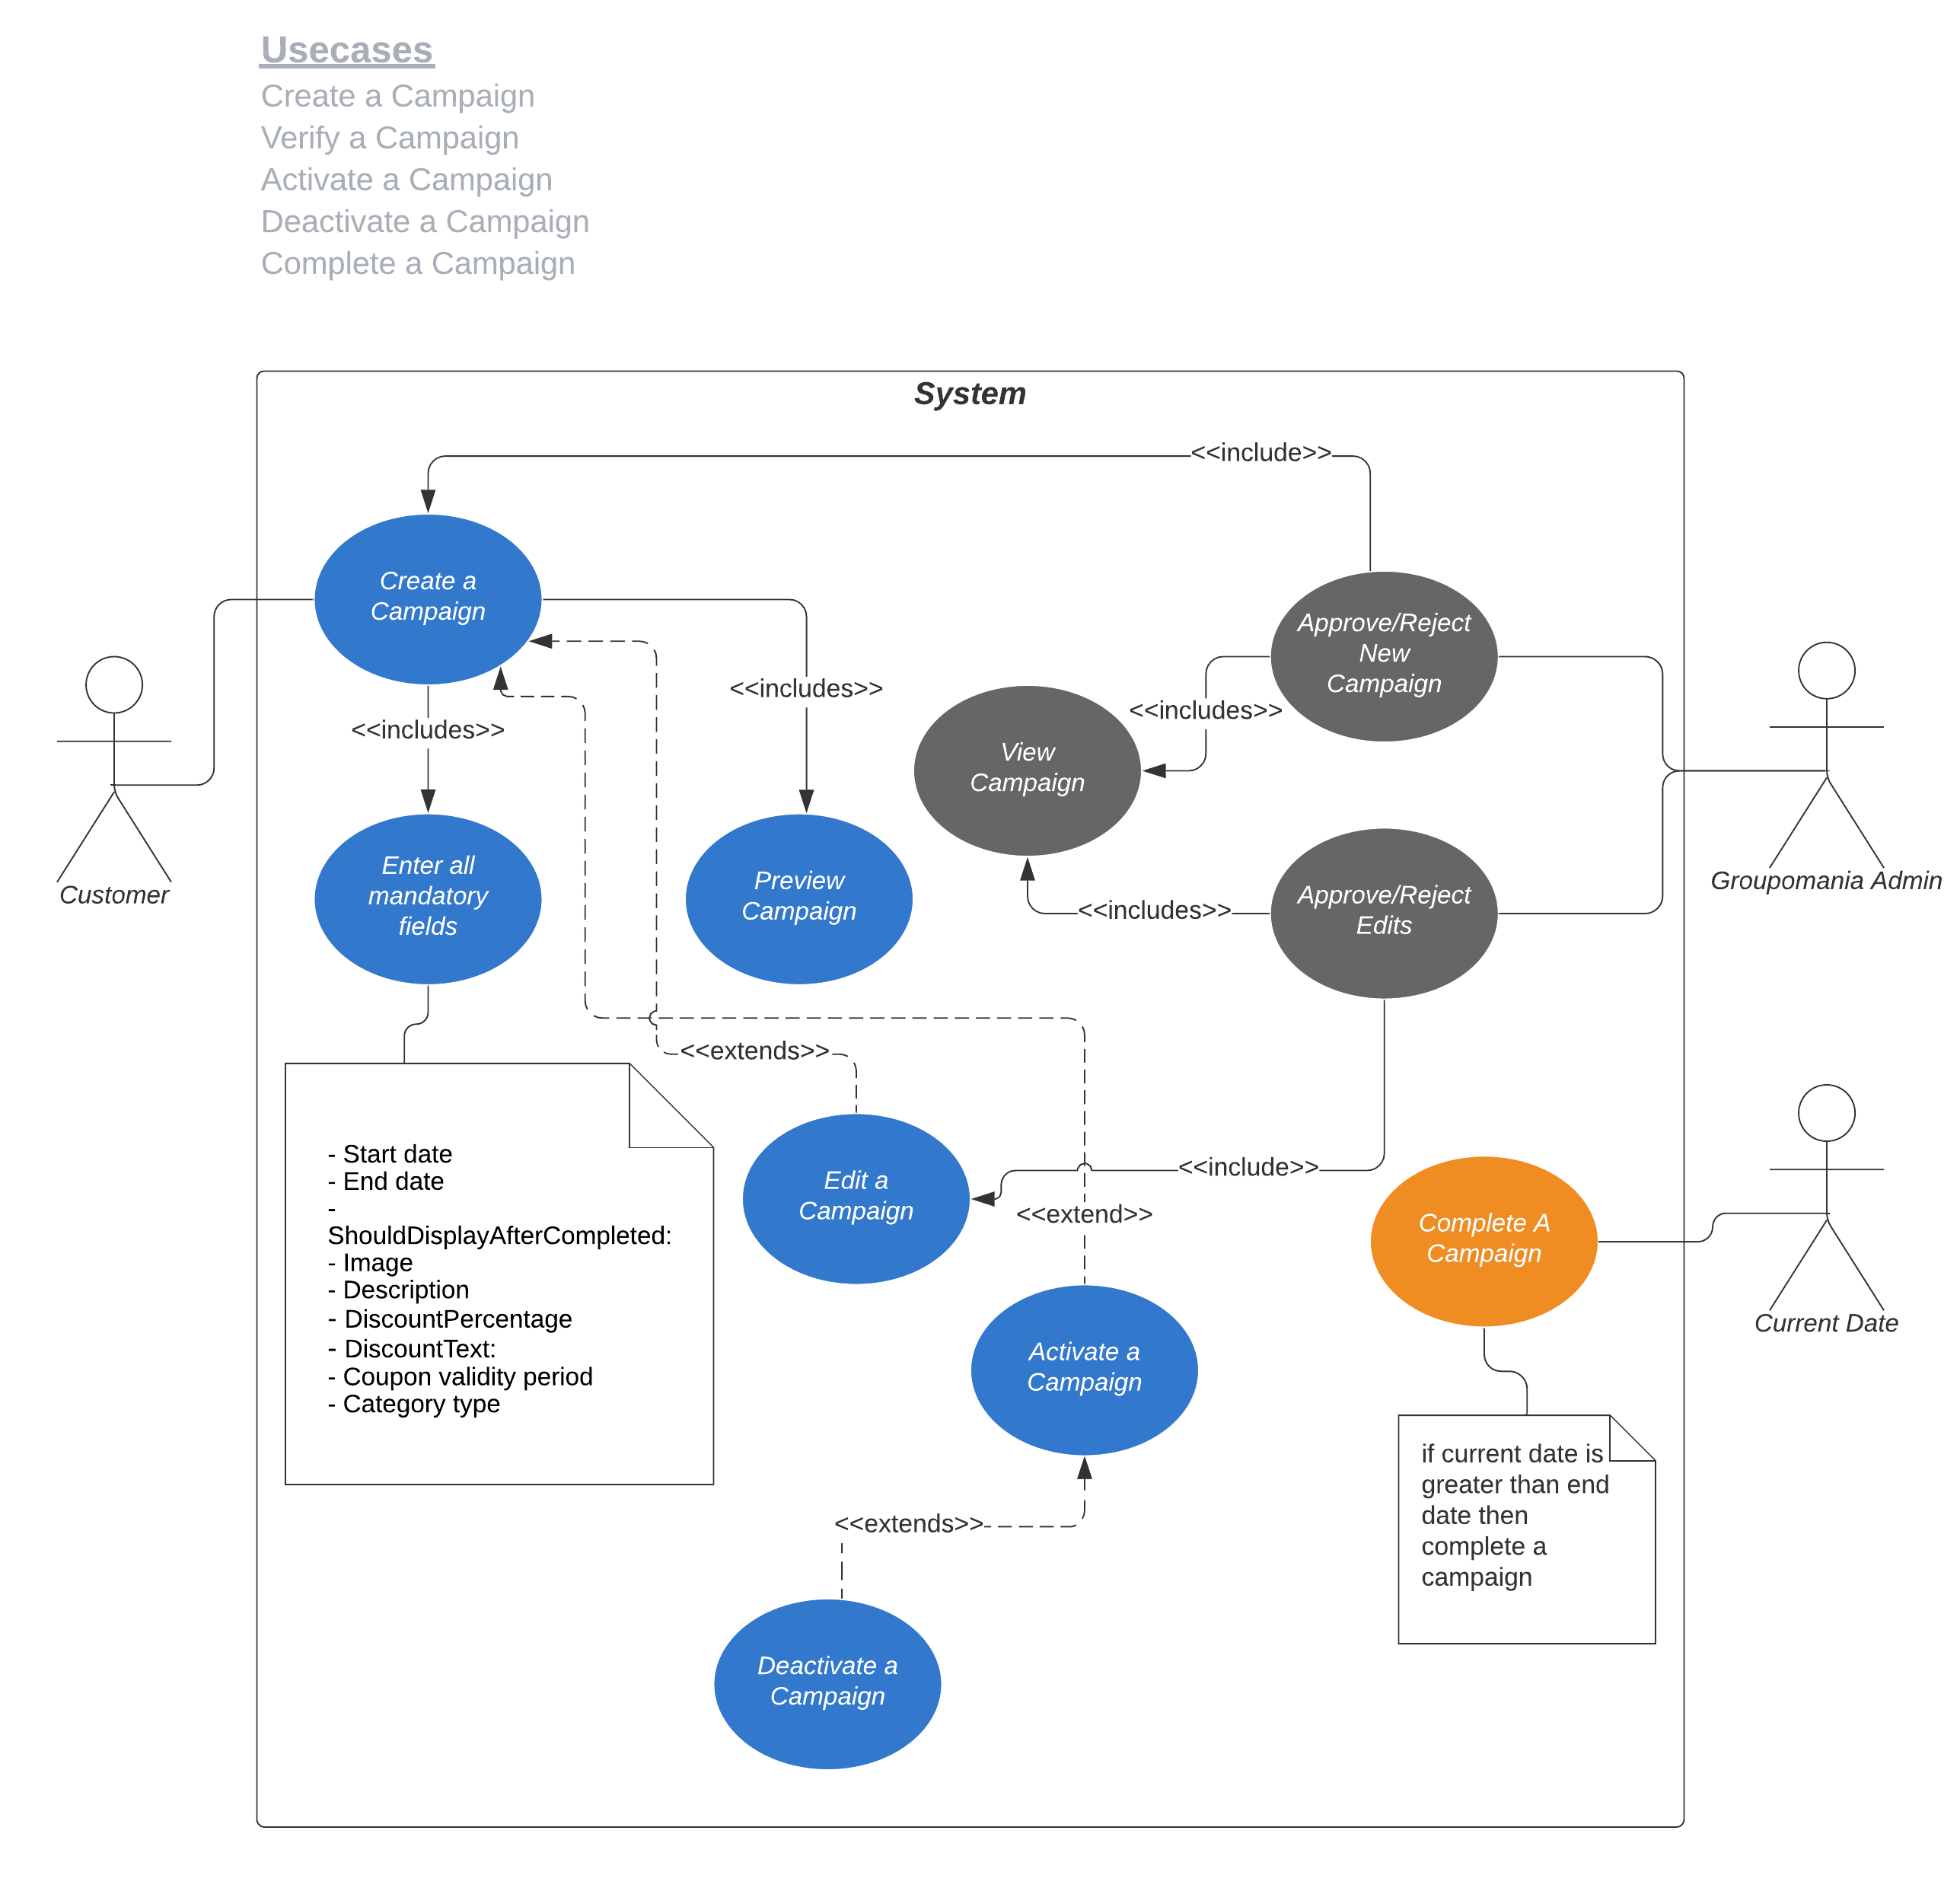 Usecases
Create a Campaign
Verify a Campaign
Activate a Campaign
Deactivate a Campaign
Complete a Campaign
System
<<include>>
Create a
Campaign
Approve/Reject
New
Campaign
<<includes>>
<<includes>>
<<includes>>
View
Campaign
Customer
Groupomania Admin
Enter all
mandatory
fields
Preview
Campaign
<<includes>>
Approve/Reject
Edits
<<extends>>
- Start date
- End date
-
ShouldDisplayAfterCompleted:
- Image
- Description
- DiscountPercentage
- DiscountText:
- Coupon validity period
- Category type
Edit a
Campaign
<<include>>
<<extend>>
Complete A
Campaign
Current Date
Activate a
Campaign
if current date is
greater than end
date then
complete a
campaign
<<extends>>
Deactivate a
Campaign